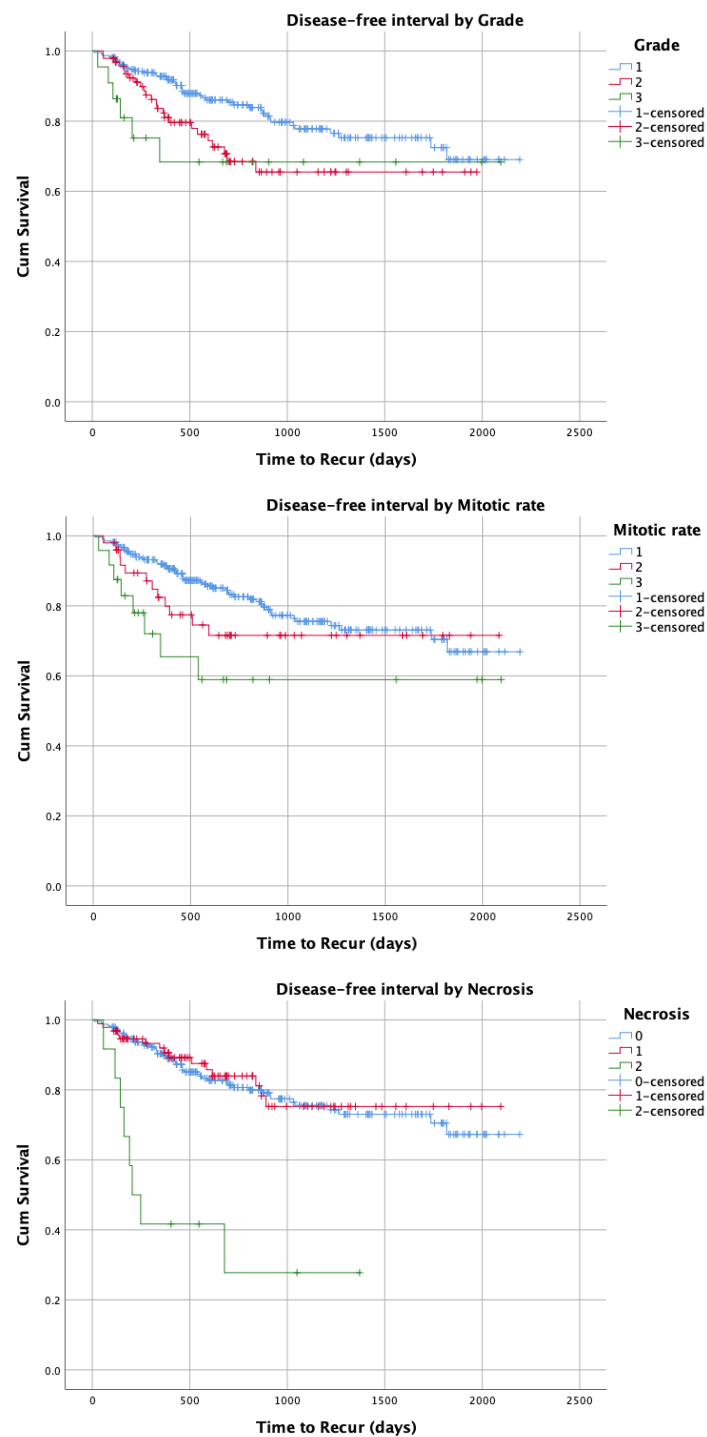 Disease-free interval by Grade
Grade
1
2
3
1-censored
2-censored
3-censored
1.0
0.8
0.6
0.4
0.2
0.0
Cum Survival
0 500 1000 1500 2000 2500
Time to Recur (days)
Disease-free interval by Mitotic rate
Mitotic rate
1
2
3
1-censored
2-censored
3-censored
1.0
0.8
0.6
0.4
0.2
0.0
Cum Survival
0 500 1000 1500 2000 2500
Time to Recur (days)
Disease-free interval by Necrosis
Necrosis
0
1
2
0-censored
1-censored
2-censored
1.0
0.8
0.6
0.4
0.2
0.0
Cum Survival
0 500 1000 1500 2000 2500
Time to Recur (days)